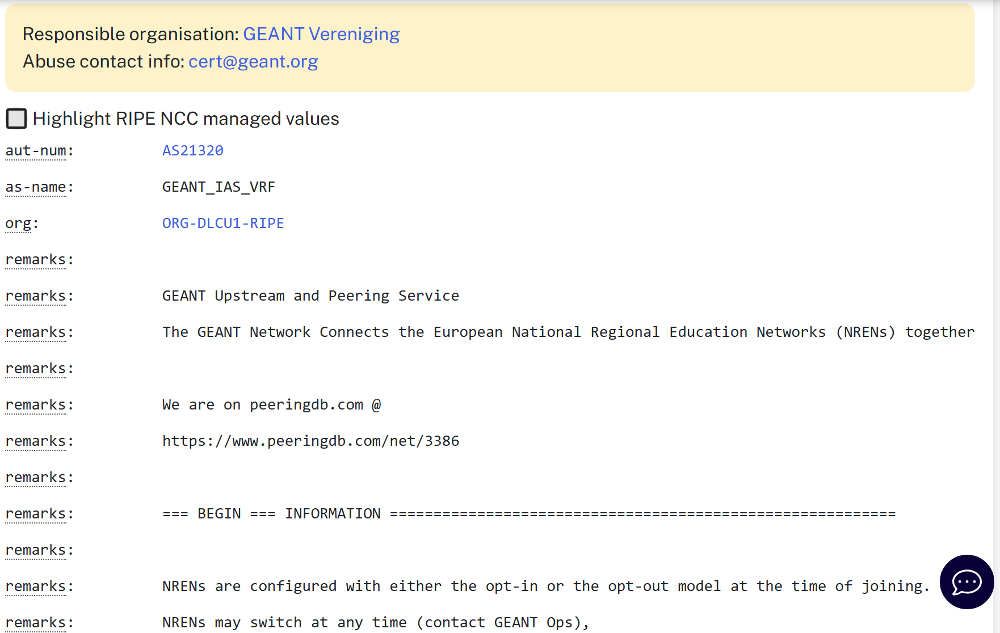 Responsible organisation: GEANT Vereniging
Abuse contact info: cert@geant.org
Highlight RIPE NCC managed values
aut-num: AS21320
as-name: GEANT_IAS_VRF
org: ORG-DLCU1-RIPE
remarks:
remarks: GEANT Upstream and Peering Service
remarks: The GEANT Network Connects the European National Regional Education Networks (NRENs) together
remarks:
remarks: We are on peeringdb.com @
remarks: https://www.peeringdb.com/net/3386
remarks:
remarks: === BEGIN === INFORMATION ==========================================================
remarks:
remarks: NRENs are configured with either the opt-in or the opt-out model at the time of joining.
remarks: NRENs may switch at any time (contact GEANT Ops),